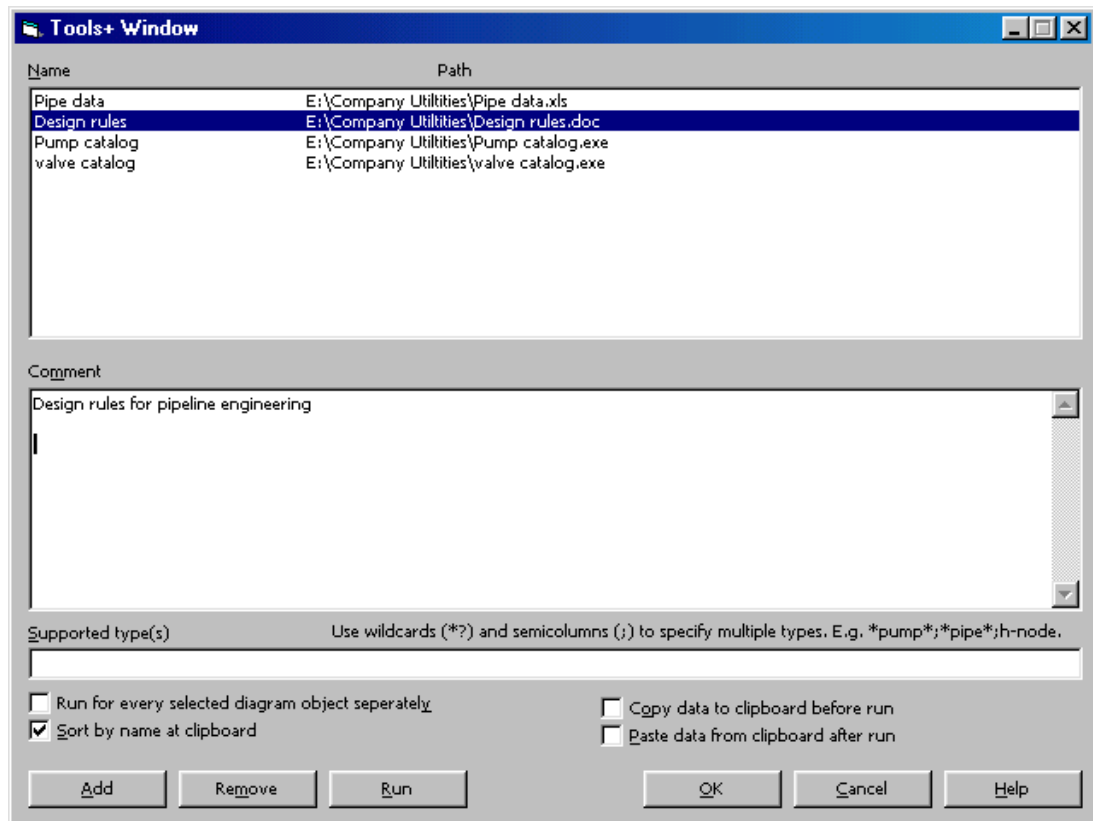 Tools+ Window
Name Path
Pipe data E:\Company Utiltities\Pipe data.xls
Design rules E:\Company Utiltities\Design rules.doc
Pump catalog E:\Company Utiltities\Pump catalog.exe
valve catalog E:\Company Utiltities\valve catalog.exe
Comment
Design rules for pipeline engineering
Supported type(s) Use wildcards (*?) and semicolumns (;) to specify multiple types. E.g. *pump*;*pipe*;h-node.
Run for every selected diagram object seperately Copy data to clipboard before run
Sort by name at clipboard Paste data from clipboard after run
Add Remove Run OK Cancel Help